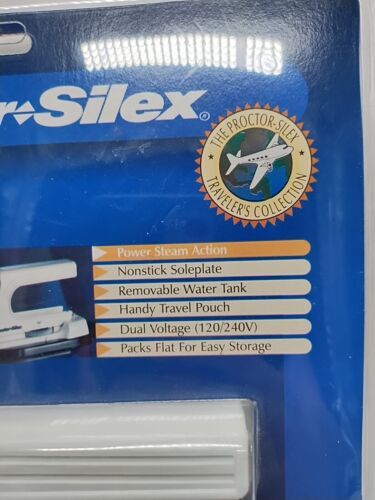 r-Silex®
THE PROCTOR-SILEX
TRAVELER'S COLLECTION
Power Steam Action
Nonstick Soleplate
Removable Water Tank
Handy Travel Pouch
Dual Voltage (120/240V)
Packs Flat For Easy Storage